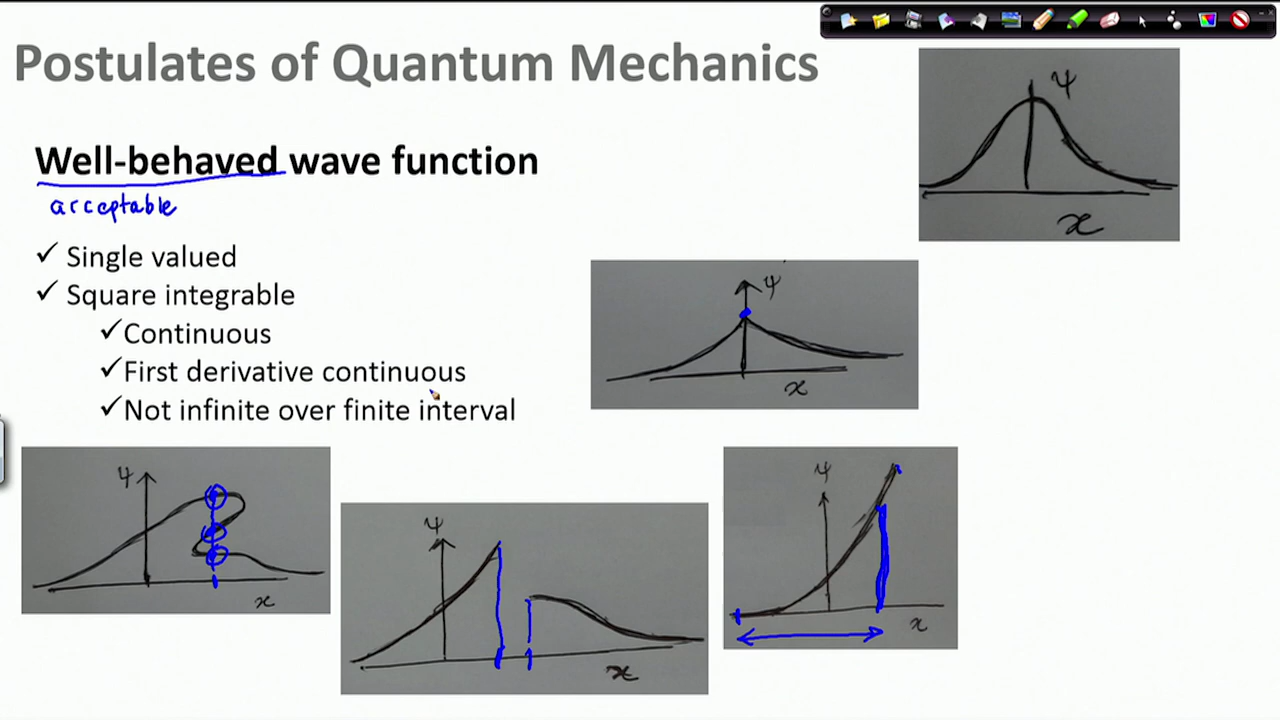 Postulates of Quantum Mechanics
Well-behaved wave function
acceptable
✓ Single valued
✓ Square integrable
✓Continuous
✓First derivative continuous
✓Not infinite over finite interval
ψ
x
ψ
x
ψ
x
ψ
x
ψ
x